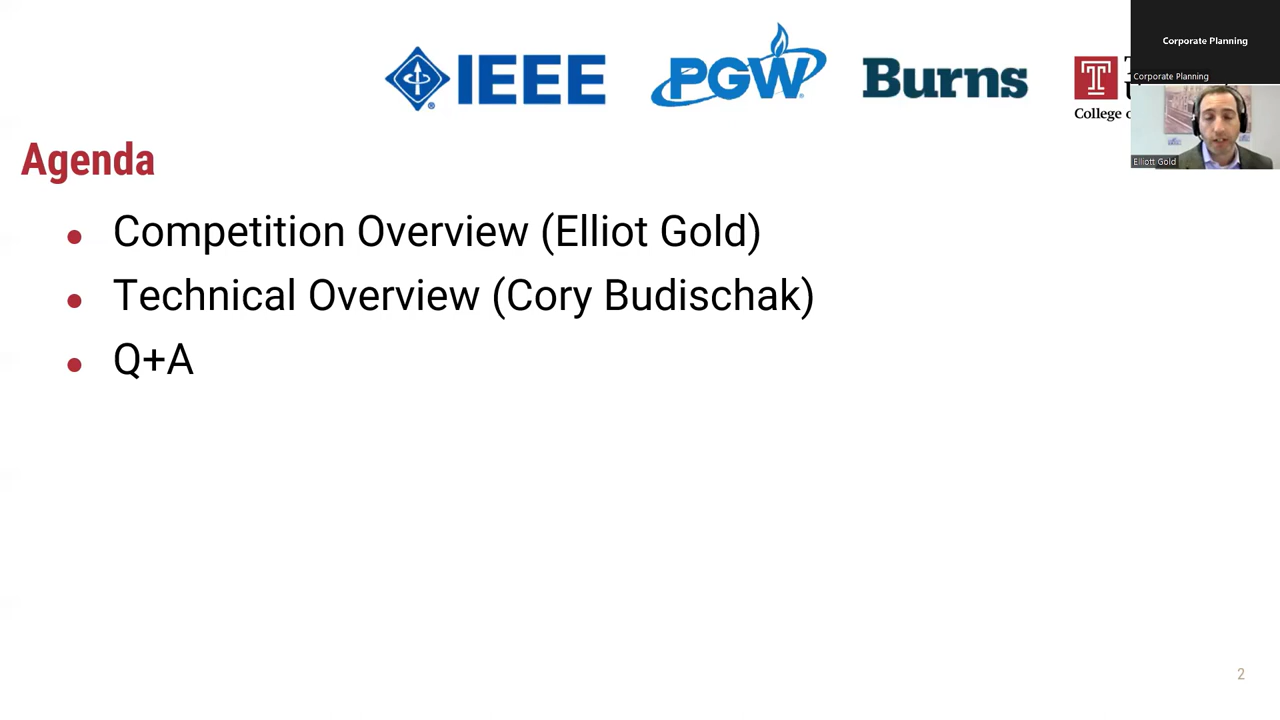 IEEE
PGW
Burns
College
Corporate Planning
Corporate Planning
Elliott Gold
Agenda
• Competition Overview (Elliot Gold)
• Technical Overview (Cory Budischak)
• Q+A
2